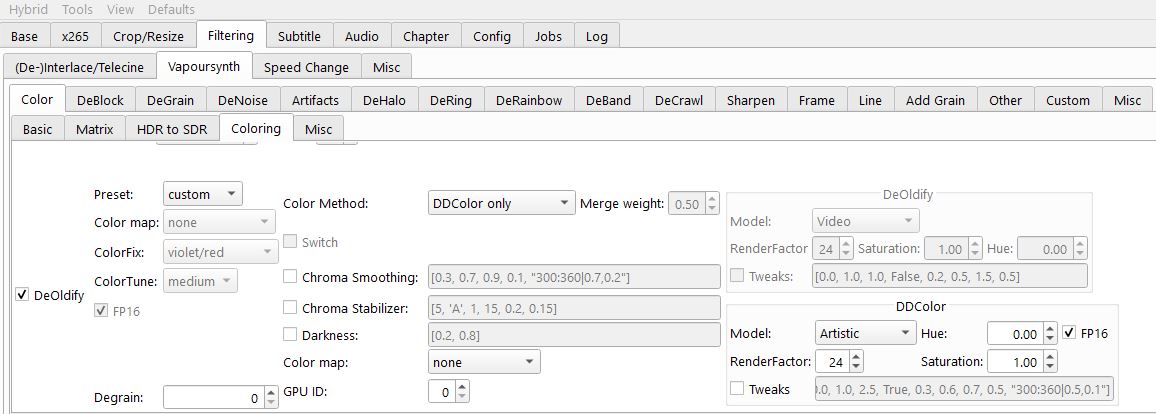 Hybrid Tools View Defaults
Base x265 Crop/Resize Filtering Subtitle Audio Chapter Config Jobs Log
(De-)Interlace/Telecine Vapoursynth Speed Change Misc
Color DeBlock DeGrain DeNoise Artifacts DeHalo DeRing DeRainbow DeBand DeCrawl Sharpen Frame Line Add Grain Other Custom Misc
Basic Matrix HDR to SDR Coloring Misc
DeOldify
Preset: custom
Color map: none
ColorFix: violet/red
ColorTune: medium
FP16
Degrain: 0
Color Method: DDColor only Merge weight: 0.50
Switch
Chroma Smoothing: [0.3, 0.7, 0.9, 0.1, "300:360|0.7,0.2"]
Chroma Stabilizer: [5, 'A', 1, 15, 0.2, 0.15]
Darkness: [0.2, 0.8]
Color map: none
GPU ID: 0
DeOldify
Model: Video
RenderFactor 24 Saturation: 1.00 Hue: 0.00
Tweaks: [0.0, 1.0, 1.0, False, 0.2, 0.5, 1.5, 0.5]
DDColor
Model: Artistic Hue: 0.00 FP16
RenderFactor: 24 Saturation: 1.00
Tweaks 0.0, 1.0, 2.5, True, 0.3, 0.6, 0.7, 0.5, "300:360|0.5,0.1"]